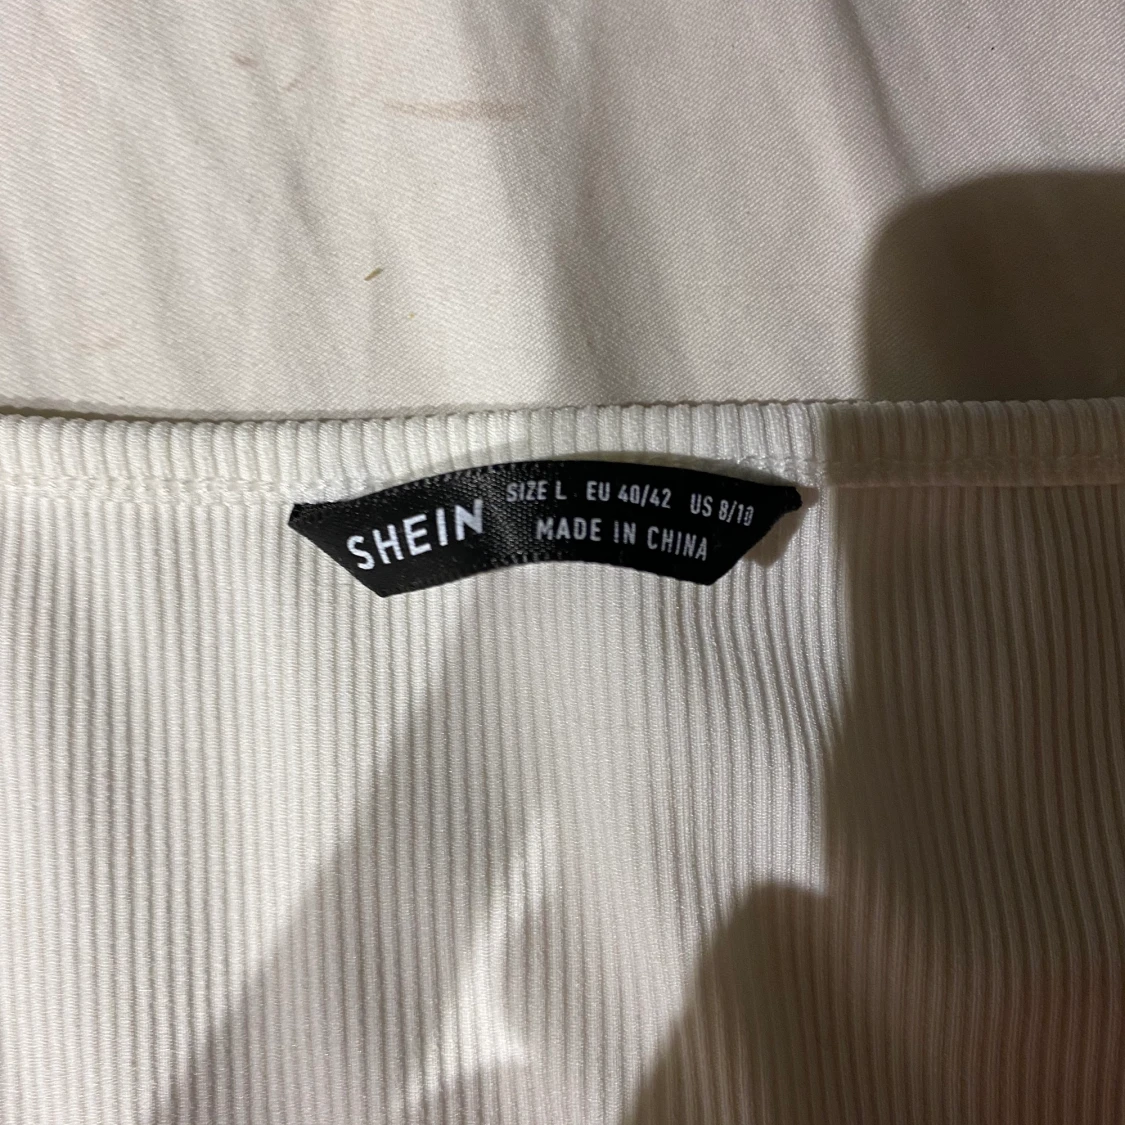 SHEIN
SIZE L EU 40/42 US 8/10
MADE IN CHINA